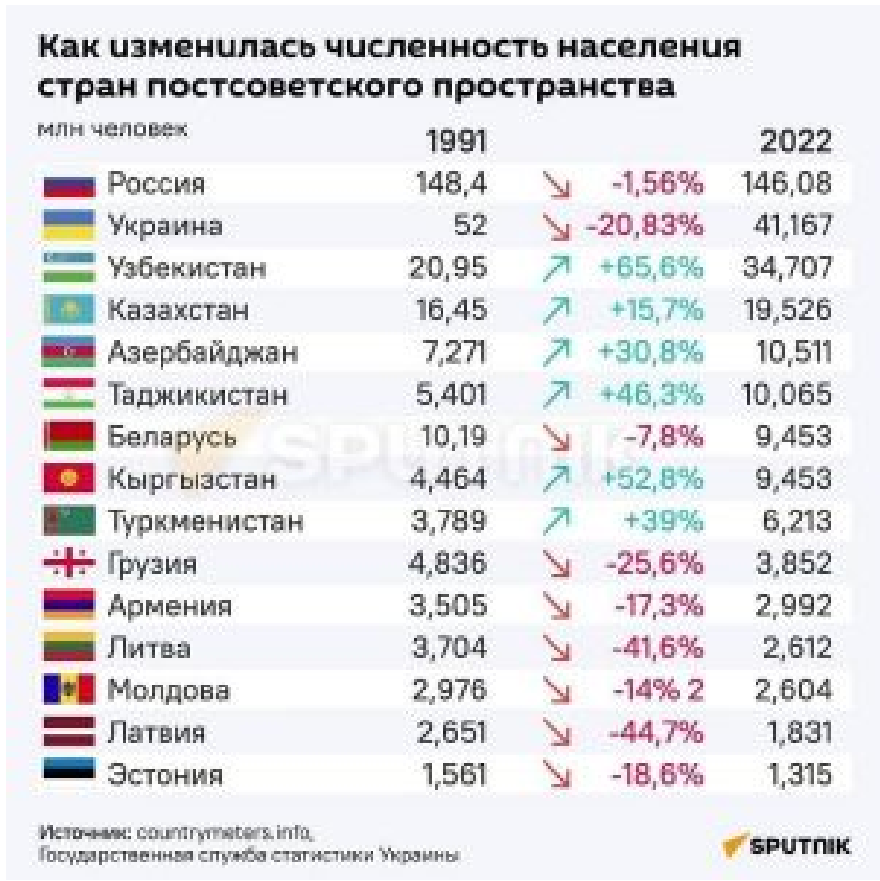 Как изменилась численность населения
стран постсоветского пространства
млн человек
1991 2022
Россия 148,4 -1,56% 146,08
Украина 52 -20,83% 41,167
Узбекистан 20,95 +65,6% 34,707
Казахстан 16,45 +15,7% 19,526
Азербайджан 7,271 +30,8% 10,511
Таджикистан 5,401 +46,3% 10,065
Беларусь 10,19 -7,8% 9,453
Кыргызстан 4,464 +52,8% 9,453
Туркменистан 3,789 +39% 6,213
Грузия 4,836 -25,6% 3,852
Армения 3,505 -17,3% 2,992
Литва 3,704 -41,6% 2,612
Молдова 2,976 -14% 2 2,604
Латвия 2,651 -44,7% 1,831
Эстония 1,561 -18,6% 1,315
SPUTNIK
Источник: countrymeters.info,
Государственная служба статистики Украины
SPUTNIK